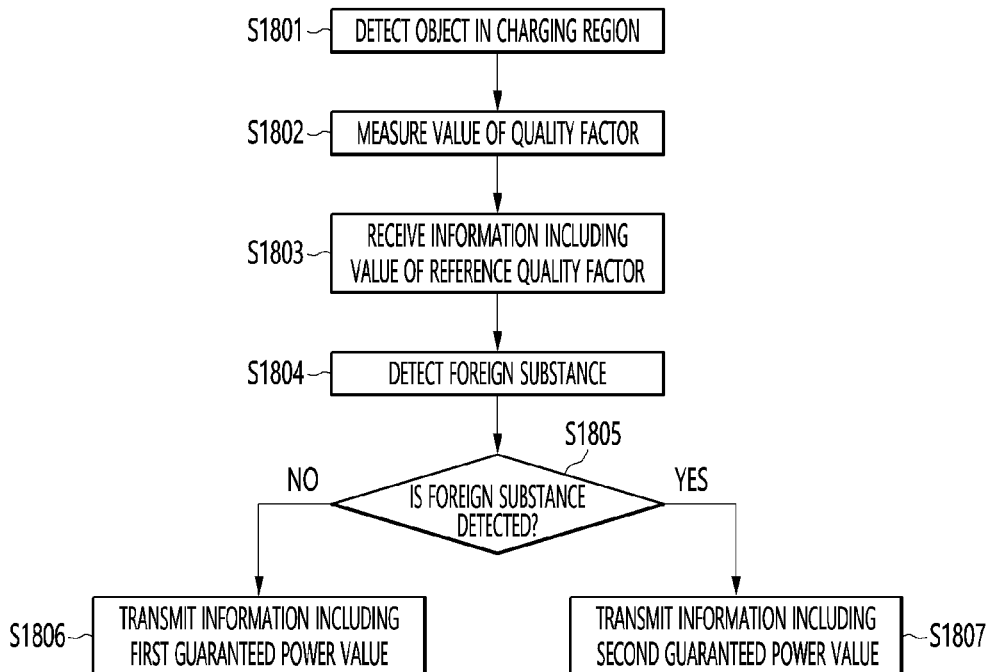 S1801
DETECT OBJECT IN CHARGING REGION
S1802
MEASURE VALUE OF QUALITY FACTOR
S1803
RECEIVE INFORMATION INCLUDING
VALUE OF REFERENCE QUALITY FACTOR
S1804
DETECT FOREIGN SUBSTANCE
S1805
NO
IS FOREIGN SUBSTANCE
DETECTED?
YES
S1806
TRANSMIT INFORMATION INCLUDING
FIRST GUARANTEED POWER VALUE
TRANSMIT INFORMATION INCLUDING
SECOND GUARANTEED POWER VALUE
S1807